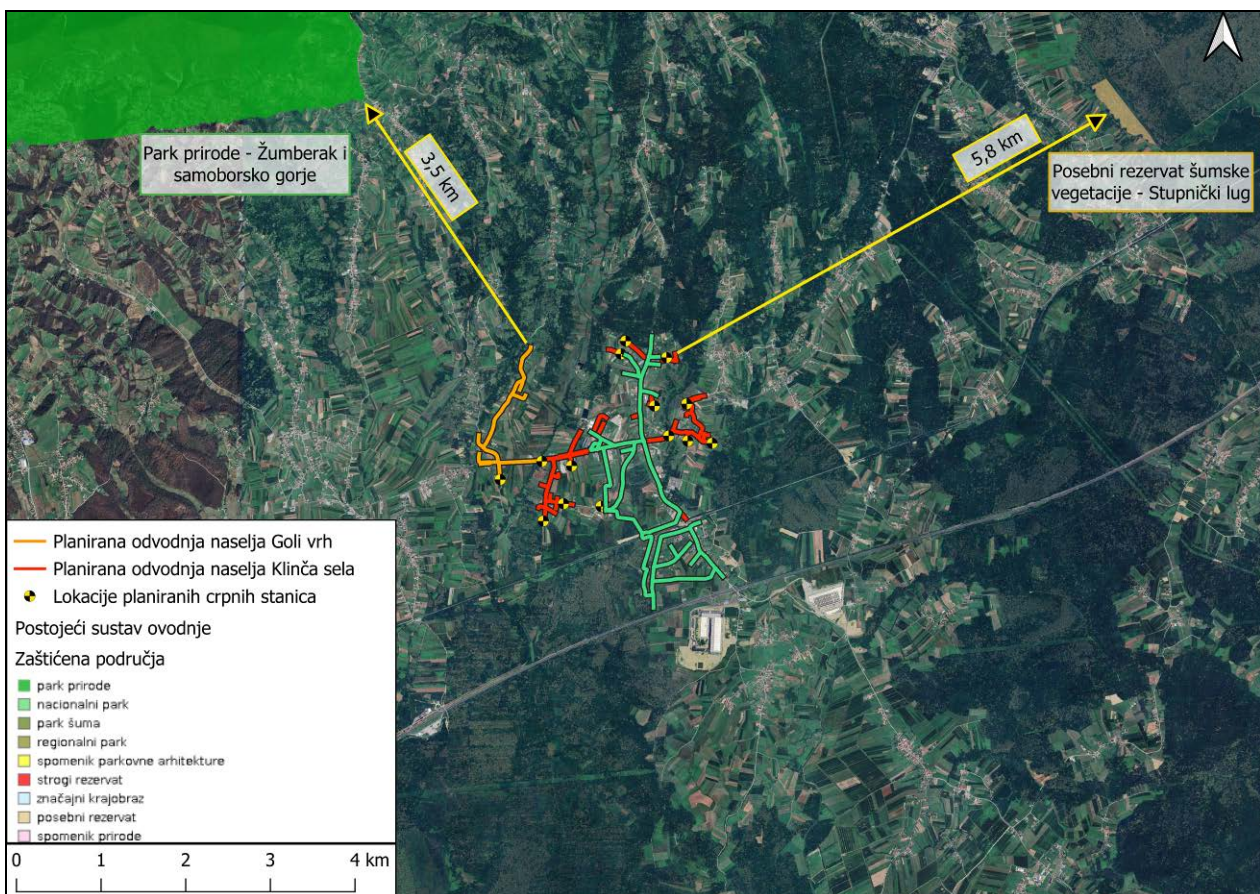 Park prirode - Žumberak i
samoborsko gorje
3,5 km
5,8 km
Posebni rezervat šumske
vegetacije - Stupnički lug
Planirana odvodnja naselja Goli vrh
Planirana odvodnja naselja Klinča sela
Lokacije planiranih crpnih stanica
Postojeći sustav ovodnje
Zaštićena područja
park prirode
nacionalni park
park šuma
regionalni park
spomenik parkovne arhitekture
strogi rezervat
značajni krajobraz
posebni rezervat
spomenik prirode
0 1 2 3 4 km